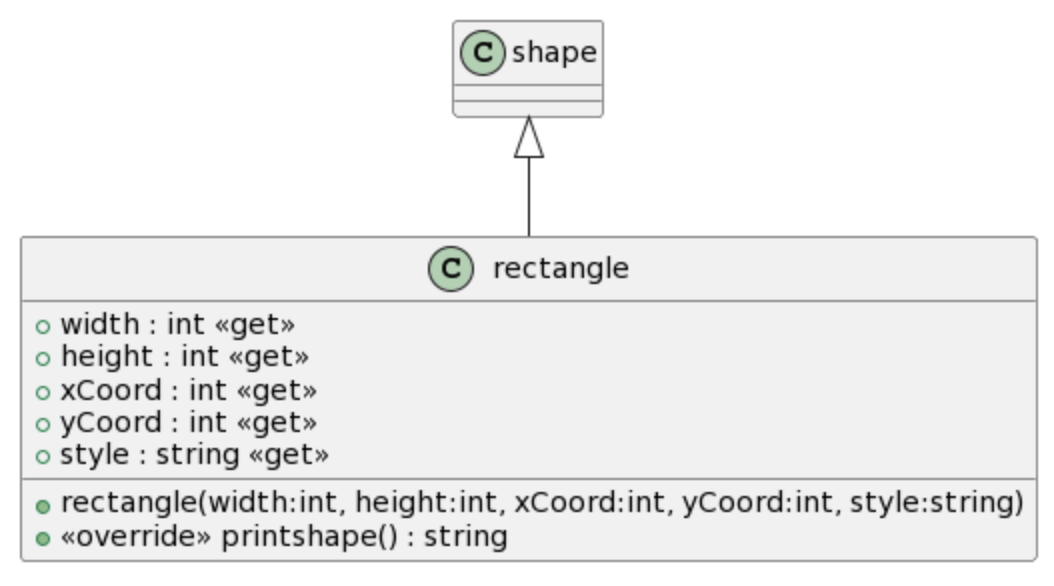 C shape
C rectangle
width : int «get»
height : int «get»
xCoord : int «get»
yCoord : int «get»
style : string «get»
rectangle(width:int, height:int, xCoord:int, yCoord:int, style:string)
«override» printshape() : string